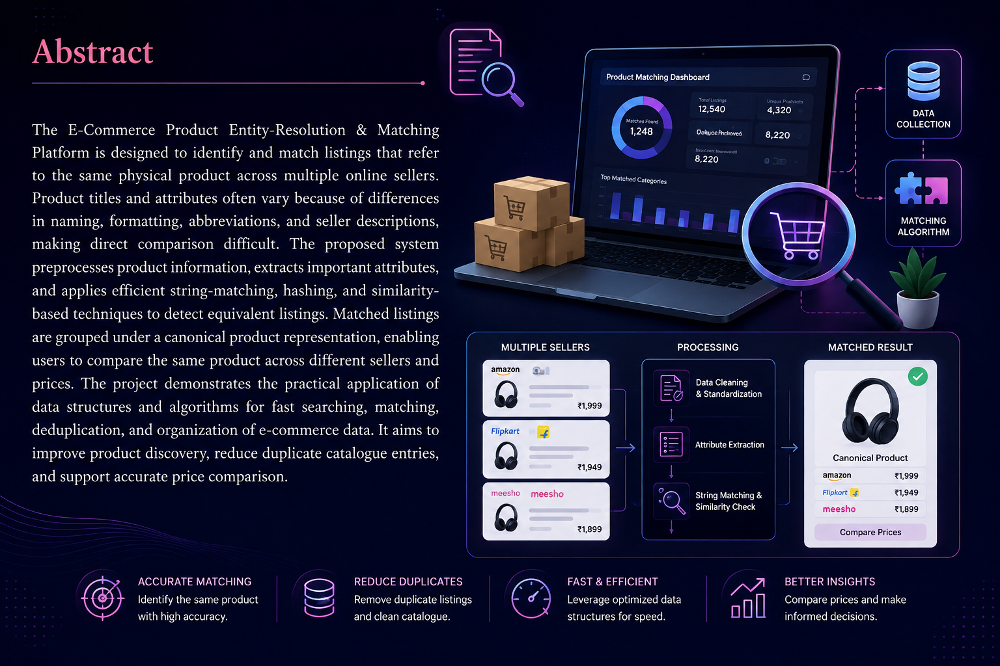 Abstract
The E-Commerce Product Entity-Resolution & Matching
Platform is designed to identify and match listings that refer
to the same physical product across multiple online sellers.
Product titles and attributes often vary because of differences
in naming, formatting, abbreviations, and seller descriptions,
making direct comparison difficult. The proposed system
preprocesses product information, extracts important attributes,
and applies efficient string-matching, hashing, and similarity-
based techniques to detect equivalent listings. Matched listings
are grouped under a canonical product representation, enabling
users to compare the same product across different sellers and
prices. The project demonstrates the practical application of
data structures and algorithms for fast searching, matching,
deduplication, and organization of e-commerce data. It aims to
improve product discovery, reduce duplicate catalogue entries,
and support accurate price comparison.
Product Matching Dashboard
Matches Found
1,248
Total Listings
12,540
Unique Products
4,320
8,220
8,220
Top Matched Categories
DATA
COLLECTION
MATCHING
ALGORITHM
MULTIPLE SELLERS
amazon
₹1,999
Flipkart
₹1,949
meesho meesho
₹1,899
PROCESSING
Data Cleaning
& Standardization
Attribute Extraction
String Matching &
Similarity Check
MATCHED RESULT
Canonical Product
amazon ₹1,999
Flipkart ₹1,949
meesho ₹1,899
Compare Prices
ACCURATE MATCHING
Identify the same product
with high accuracy.
REDUCE DUPLICATES
Remove duplicate listings
and clean catalogue.
FAST & EFFICIENT
Leverage optimized data
structures for speed.
BETTER INSIGHTS
Compare prices and make
informed decisions.